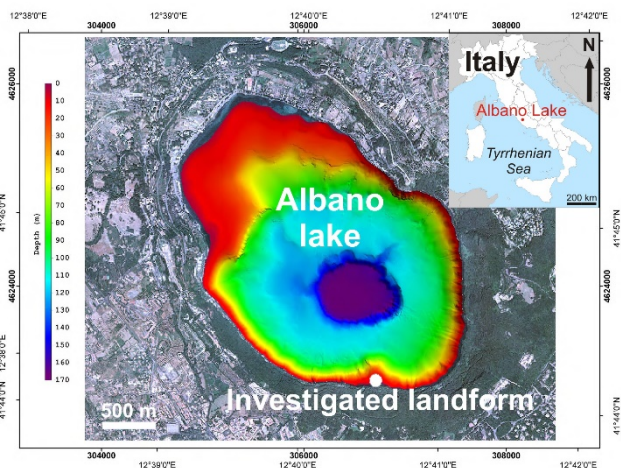 12°38'0"E 12°39'0"E 12°40'0"E 12°41'0"E 12°42'0"E
304000 306000 308000
4626000
4626000
Italy
N
Albano Lake
Tyrrhenian
Sea
200 km
0
10
20
30
40
50
60
70
80
90
100
110
120
130
140
150
160
170
Depth (m)
Albano
lake
41°45'0"N
4624000
4624000
12°38'0"E
41°44'0"N
41°44'0"N
Investigated landform
500 m
304000 306000 308000
12°39'0"E 12°40'0"E 12°41'0"E 12°42'0"E